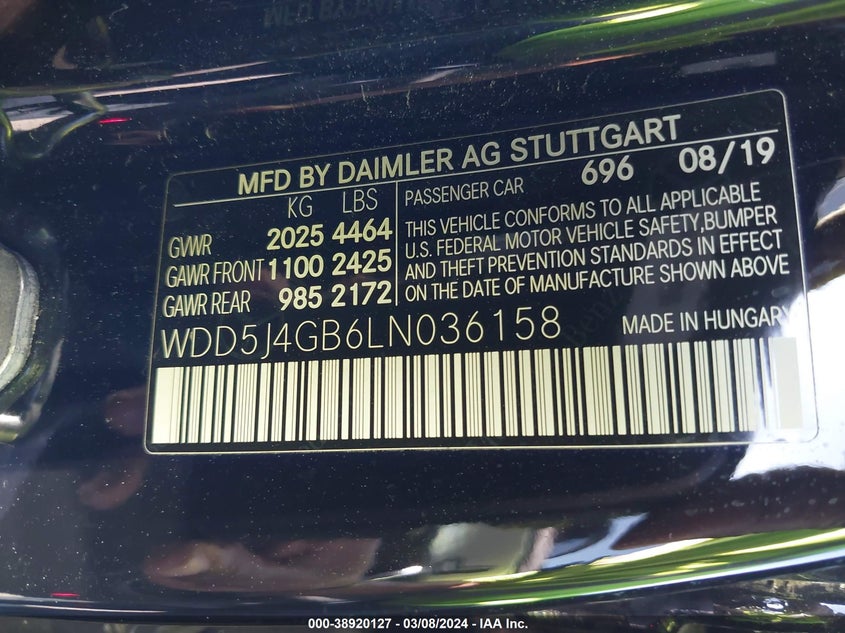 MFD BY DAIMLER AG STUTTGART
696 08/19
KG LBS
GVWR 2025 4464
GAWR FRONT 1100 2425
GAWR REAR 985 2172
PASSENGER CAR
THIS VEHICLE CONFORMS TO ALL APPLICABLE
U.S. FEDERAL MOTOR VEHICLE SAFETY,BUMPER
AND THEFT PREVENTION STANDARDS IN EFFECT
ON THE DATE OF MANUFACTURE SHOWN ABOVE
WDD5J4GB6LN036158
MADE IN HUNGARY
000-38920127 - 03/08/2024 - IAA Inc.